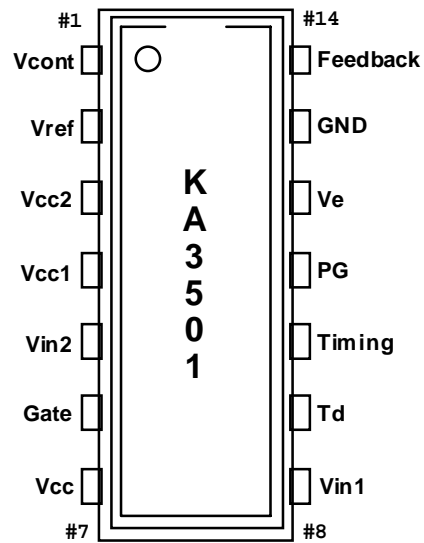 #1 #14
Vcont Feedback
Vref GND
Vcc2 Ve
Vcc1 PG
Vin2 Timing
Gate Td
Vcc Vin1
#7 #8
K
A
3
5
0
1